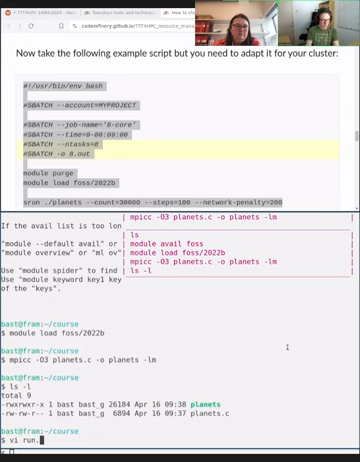 coderefinery.github.io/TTT4HPC_resource_mana
Now take the following example script but you need to adapt it for your cluster:
#!/usr/bin/env bash
#SBATCH --account=MYPROJECT
#SBATCH --job-name='8-core'
#SBATCH --time=0-00:09:00
#SBATCH --ntasks=8
#SBATCH -o 8.out
module purge
module load foss/2022b
srun ./planets --count=30000 --steps=100 --network-penalty=200
| mpicc -O3 planets.c -o planets -lm |
If the avail list is too lon
| ls |
"module --default avail" or | module avail foss |
"module overview" or "ml ov" | module load foss/2022b |
| mpicc -O3 planets.c -o planets -lm |
Use "module spider" to find | ls -l |
Use "module keyword key1 key
of the "keys".
bast@fram:~/course
$ module load foss/2022b
bast@fram:~/course
$ mpicc -O3 planets.c -o planets -lm
bast@fram:~/course
$ ls -l
total 9
-rwxrwxr-x 1 bast bast_g 26184 Apr 16 09:38 planets
-rw-rw-r-- 1 bast bast_g 6894 Apr 16 09:37 planets.c
bast@fram:~/course
$ vi run.